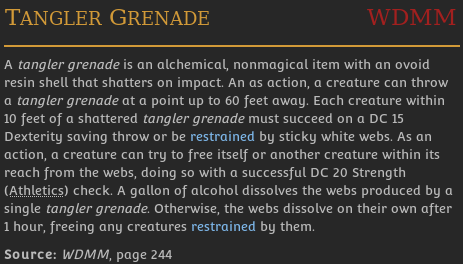 TANGLER GRENADE WDMM
A tangler grenade is an alchemical, nonmagical item with an ovoid
resin shell that shatters on impact. An as action, a creature can throw
a tangler grenade at a point up to 60 feet away. Each creature within
10 feet of a shattered tangler grenade must succeed on a DC 15
Dexterity saving throw or be restrained by sticky white webs. As an
action, a creature can try to free itself or another creature within its
reach from the webs, doing so with a successful DC 20 Strength
(Athletics) check. A gallon of alcohol dissolves the webs produced by a
single tangler grenade. Otherwise, the webs dissolve on their own after
1 hour, freeing any creatures restrained by them.
Source: WDMM, page 244